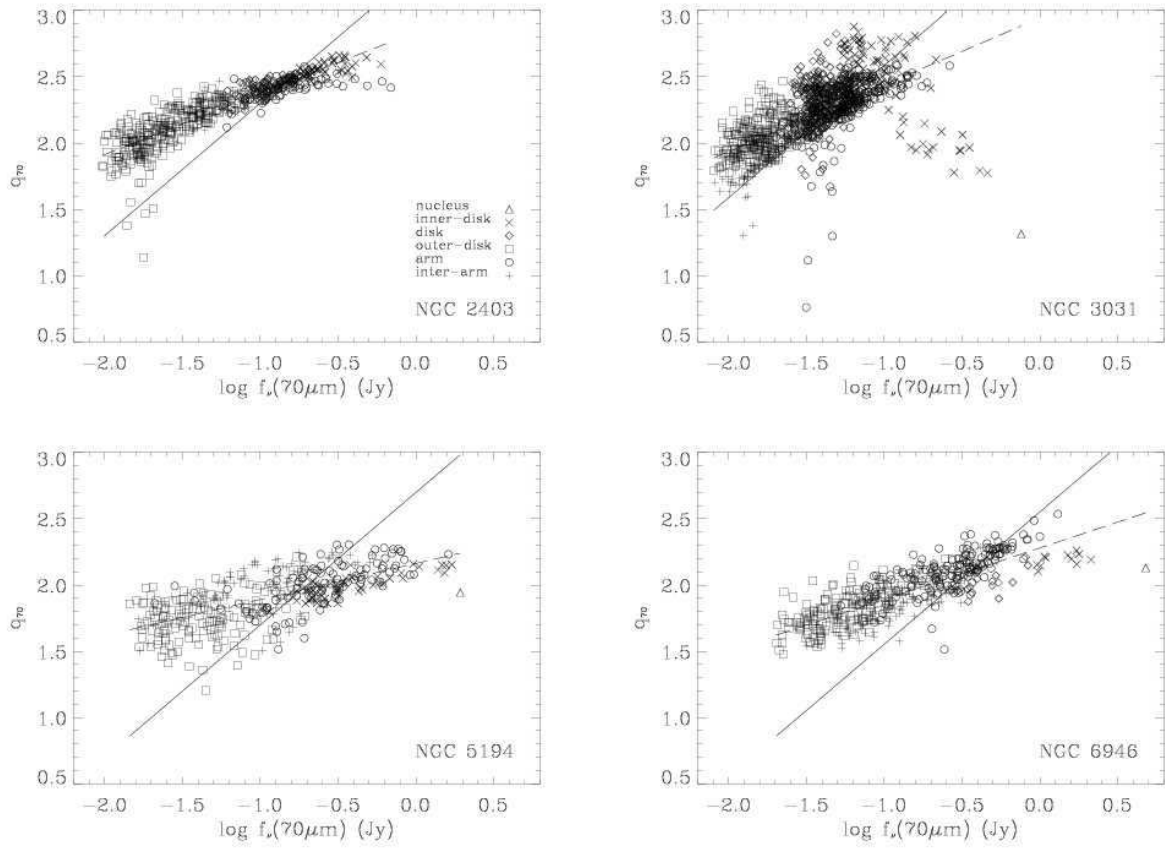 3.0
2.5
2.0
1.5
1.0
0.5
q70
nucleus
inner-disk
disk
outer-disk
arm
inter-arm
NGC 2403
-2.0 -1.5 -1.0 -0.5 0.0 0.5
log fν(70μm) (Jy)
3.0
2.5
2.0
1.5
1.0
0.5
q70
NGC 3031
-2.0 -1.5 -1.0 -0.5 0.0 0.5
log fν(70μm) (Jy)
3.0
2.5
2.0
1.5
1.0
0.5
q70
NGC 5194
-2.0 -1.5 -1.0 -0.5 0.0 0.5
log fν(70μm) (Jy)
3.0
2.5
2.0
1.5
1.0
0.5
q70
NGC 6946
-2.0 -1.5 -1.0 -0.5 0.0 0.5
log fν(70μm) (Jy)